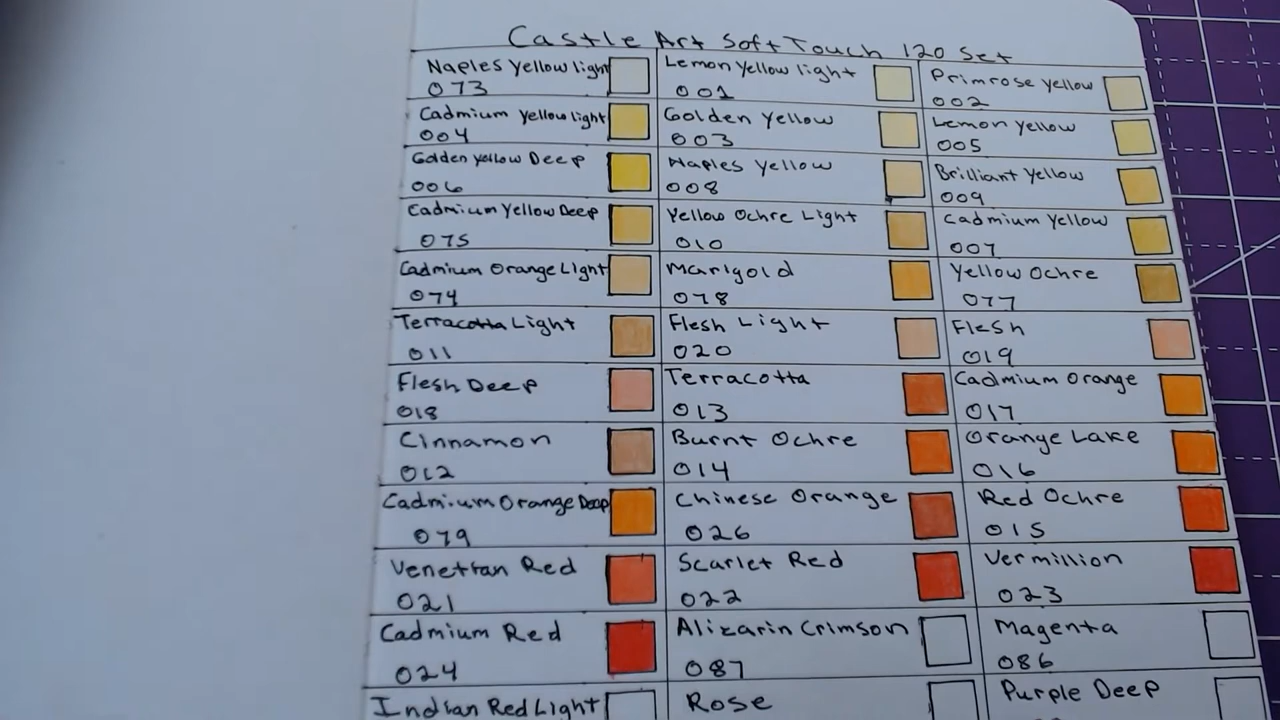 Castle Art Soft Touch 120 Set
Naples Yellow light
073
Lemon Yellow light
001
Primrose Yellow
002
Cadmium Yellow light
004
Golden Yellow
003
Lemon Yellow
005
Golden Yellow Deep
006
Naples Yellow
008
Brilliant Yellow
009
Cadmium Yellow Deep
075
Yellow Ochre Light
010
Cadmium Yellow
007
Cadmium Orange Light
074
Marigold
078
Yellow Ochre
077
Terracotta Light
011
Flesh Light
020
Flesh
019
Flesh Deep
018
Terracotta
013
Cadmium Orange
017
Cinnamon
012
Burnt Ochre
014
Orange Lake
016
Cadmium Orange Deep
079
Chinese Orange
026
Red Ochre
015
Venetian Red
021
Scarlet Red
022
Vermillion
023
Cadmium Red
024
Alizarin Crimson
087
Magenta
086
Indian Red Light
Rose
Purple Deep